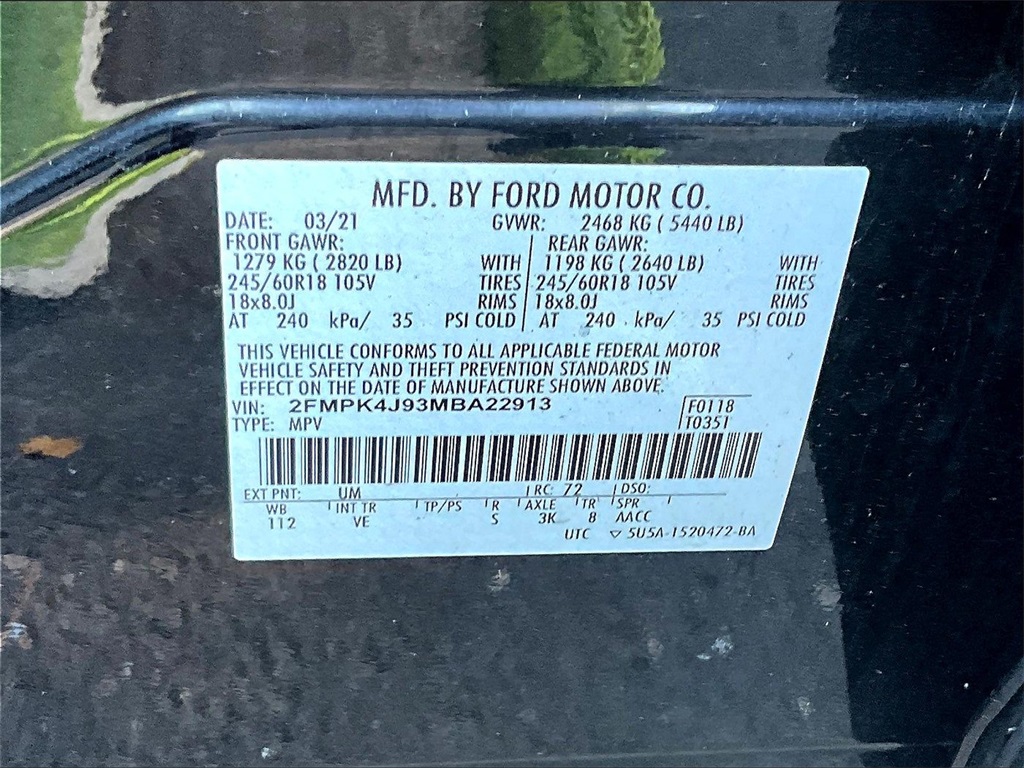 MFD. BY FORD MOTOR CO.
DATE: 03/21 GVWR: 2468 KG ( 5440 LB)
FRONT GAWR: REAR GAWR:
1279 KG ( 2820 LB) WITH 1198 KG ( 2640 LB) WITH
245/60R18 105V TIRES 245/60R18 105V TIRES
18x8.0J RIMS 18x8.0J RIMS
AT 240 kPa/ 35 PSI COLD AT 240 kPa/ 35 PSI COLD
THIS VEHICLE CONFORMS TO ALL APPLICABLE FEDERAL MOTOR
VEHICLE SAFETY AND THEFT PREVENTION STANDARDS IN
EFFECT ON THE DATE OF MANUFACTURE SHOWN ABOVE.
VIN: 2FMPK4J93MBA22913 F0118
TYPE: MPV T0351
EXT PNT: UM RC: 72 DSO:
WB INT TR TP/PS R AXLE TR SPR
112 VE S 3K 8 AACC
UTC ▽ 5U5A-1520472-BA